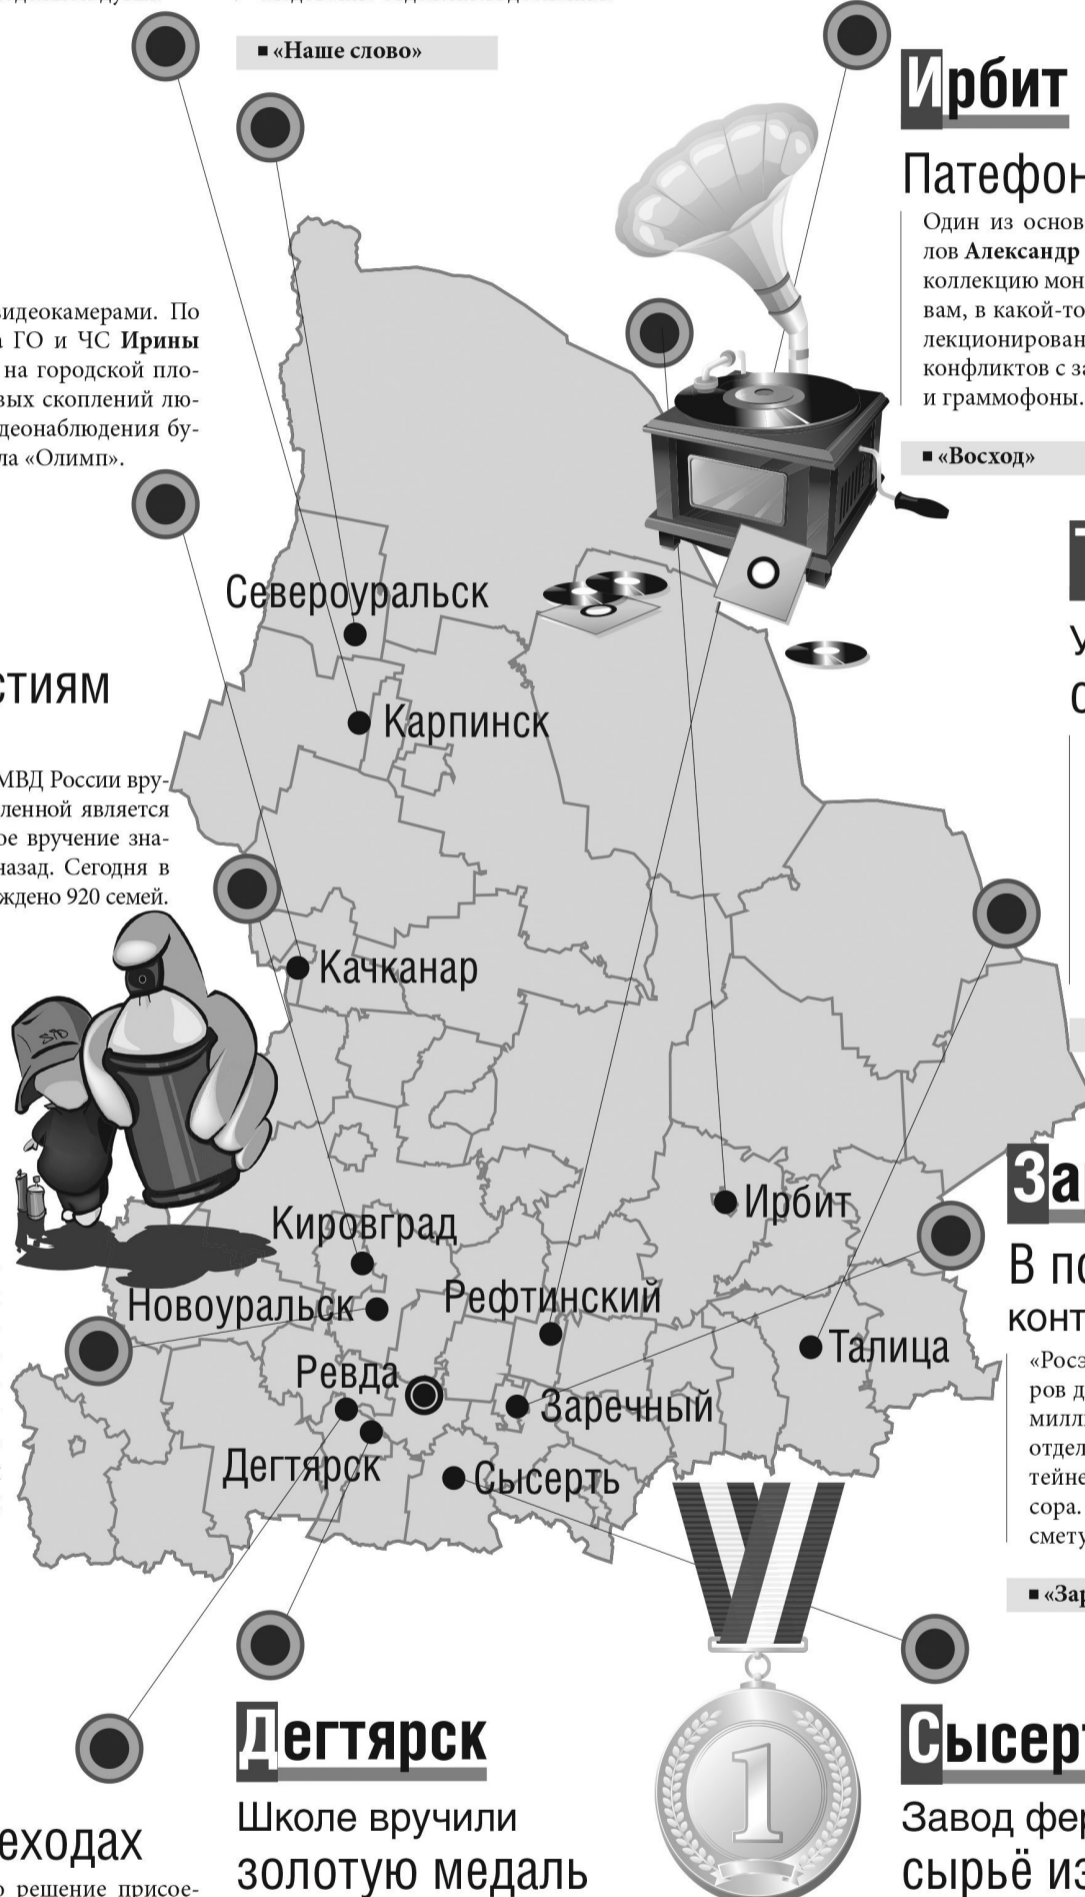 ■ «Наше слово»
Ирбит
Патефон
Один из основ
лов Александр
коллекцию мон
вам, в какой-то
лекционирован
конфликтов с за
и граммофоны.
■ «Восход»
видеокамерами. По
а ГО и ЧС Ирины
на городской пло-
вых скоплений лю-
деонаблюдения бу-
ла «Олимп».
стиям
МВД России вру-
ленной является
ое вручение зна-
назад. Сегодня в
ждено 920 семей.
Североуральск
Карпинск
Качканар
SID
Кировград
Ирбит
Новоуральск
Рефтинский
Талица
Ревда
Заречный
Дегтярск
Сысерть
За
В по
конт
«Росэ
ров д
милли
отдел
тейне
сора.
смету
■ «Зар
1
Дегтярск
Школе вручили
золотую медаль
Сысерт
Завод фер
сырьё из
еходах
о решение присое-